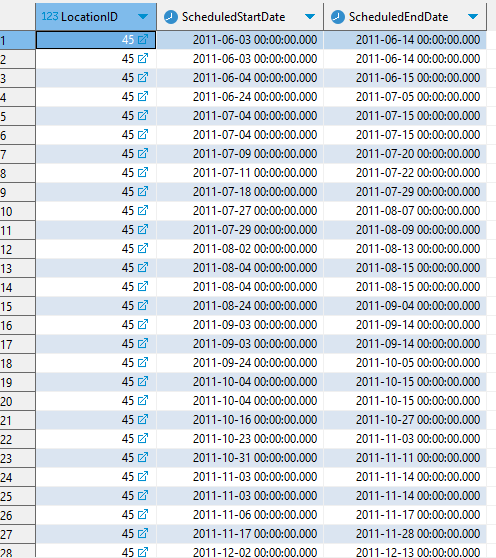 123 LocationID ScheduledStartDate ScheduledEndDate
1 45 2011-06-03 00:00:00.000 2011-06-14 00:00:00.000
2 45 2011-06-03 00:00:00.000 2011-06-14 00:00:00.000
3 45 2011-06-04 00:00:00.000 2011-06-15 00:00:00.000
4 45 2011-06-24 00:00:00.000 2011-07-05 00:00:00.000
5 45 2011-07-04 00:00:00.000 2011-07-15 00:00:00.000
6 45 2011-07-04 00:00:00.000 2011-07-15 00:00:00.000
7 45 2011-07-09 00:00:00.000 2011-07-20 00:00:00.000
8 45 2011-07-11 00:00:00.000 2011-07-22 00:00:00.000
9 45 2011-07-18 00:00:00.000 2011-07-29 00:00:00.000
10 45 2011-07-27 00:00:00.000 2011-08-07 00:00:00.000
11 45 2011-07-29 00:00:00.000 2011-08-09 00:00:00.000
12 45 2011-08-02 00:00:00.000 2011-08-13 00:00:00.000
13 45 2011-08-04 00:00:00.000 2011-08-15 00:00:00.000
14 45 2011-08-04 00:00:00.000 2011-08-15 00:00:00.000
15 45 2011-08-24 00:00:00.000 2011-09-04 00:00:00.000
16 45 2011-09-03 00:00:00.000 2011-09-14 00:00:00.000
17 45 2011-09-03 00:00:00.000 2011-09-14 00:00:00.000
18 45 2011-09-24 00:00:00.000 2011-10-05 00:00:00.000
19 45 2011-10-04 00:00:00.000 2011-10-15 00:00:00.000
20 45 2011-10-04 00:00:00.000 2011-10-15 00:00:00.000
21 45 2011-10-16 00:00:00.000 2011-10-27 00:00:00.000
22 45 2011-10-23 00:00:00.000 2011-11-03 00:00:00.000
23 45 2011-10-31 00:00:00.000 2011-11-11 00:00:00.000
24 45 2011-11-03 00:00:00.000 2011-11-14 00:00:00.000
25 45 2011-11-03 00:00:00.000 2011-11-14 00:00:00.000
26 45 2011-11-06 00:00:00.000 2011-11-17 00:00:00.000
27 45 2011-11-17 00:00:00.000 2011-11-28 00:00:00.000
28 45 2011-12-02 00:00:00.000 2011-12-13 00:00:00.000